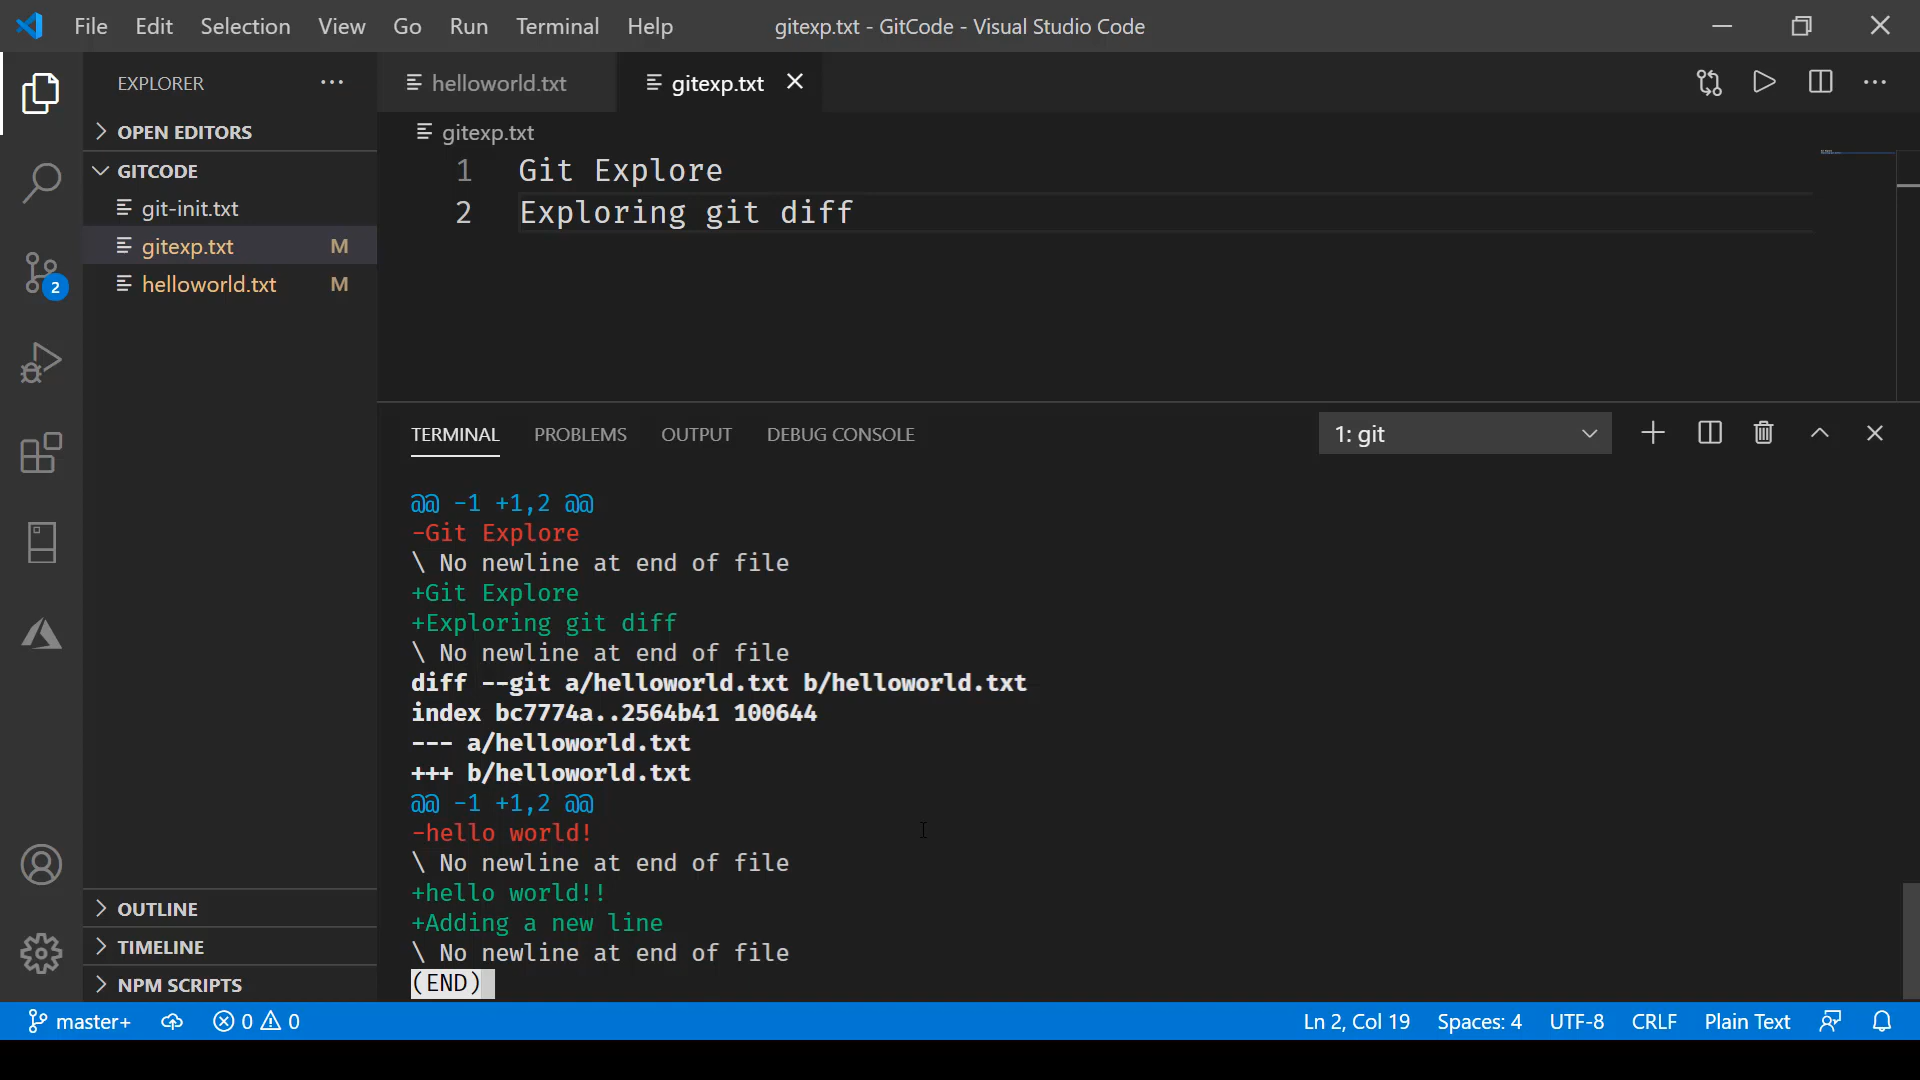 File Edit Selection View Go Run Terminal Help gitexp.txt - GitCode - Visual Studio Code
EXPLORER
OPEN EDITORS
GITCODE
git-init.txt
gitexp.txt M
helloworld.txt M
2
OUTLINE
TIMELINE
NPM SCRIPTS
helloworld.txt gitexp.txt
gitexp.txt
1 Git Explore
2 Exploring git diff
TERMINAL PROBLEMS OUTPUT DEBUG CONSOLE 1: git
@@ -1 +1,2 @@
-Git Explore
\ No newline at end of file
+Git Explore
+Exploring git diff
\ No newline at end of file
diff --git a/helloworld.txt b/helloworld.txt
index bc7774a..2564b41 100644
--- a/helloworld.txt
+++ b/helloworld.txt
@@ -1 +1,2 @@
-hello world!
\ No newline at end of file
+hello world!!
+Adding a new line
\ No newline at end of file
(END)
master+ 0 0 Ln 2, Col 19 Spaces: 4 UTF-8 CRLF Plain Text